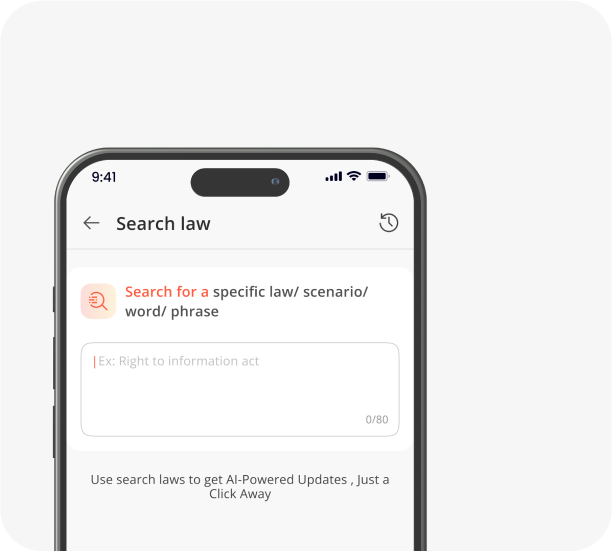 9:41
Search law
Search for a specific law/ scenario/
word/ phrase
Ex: Right to information act
0/80
Use search laws to get AI-Powered Updates , Just a
Click Away